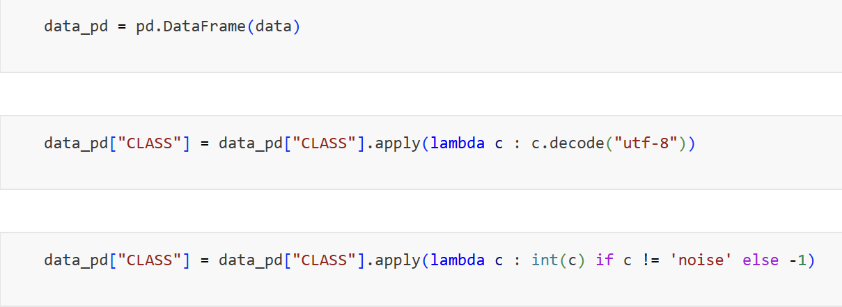 data_pd = pd.DataFrame(data)
data_pd["CLASS"] = data_pd["CLASS"].apply(lambda c : c.decode("utf-8"))
data_pd["CLASS"] = data_pd["CLASS"].apply(lambda c : int(c) if c != 'noise' else -1)